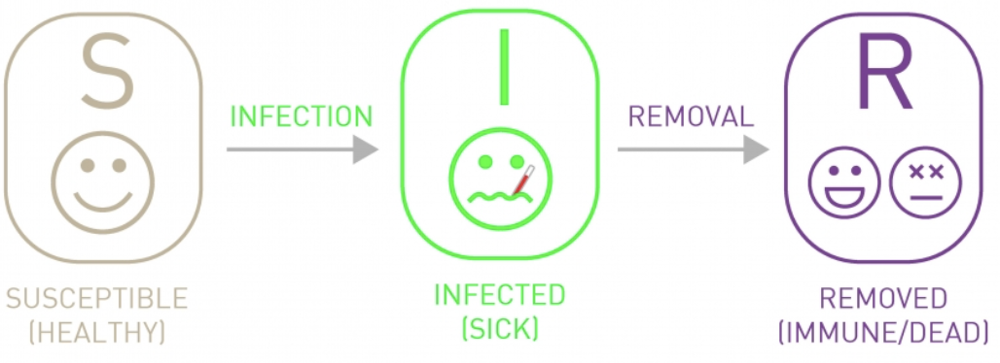 S
INFECTION
I
REMOVAL
R
SUSCEPTIBLE
(HEALTHY)
INFECTED
(SICK)
REMOVED
(IMMUNE/DEAD)